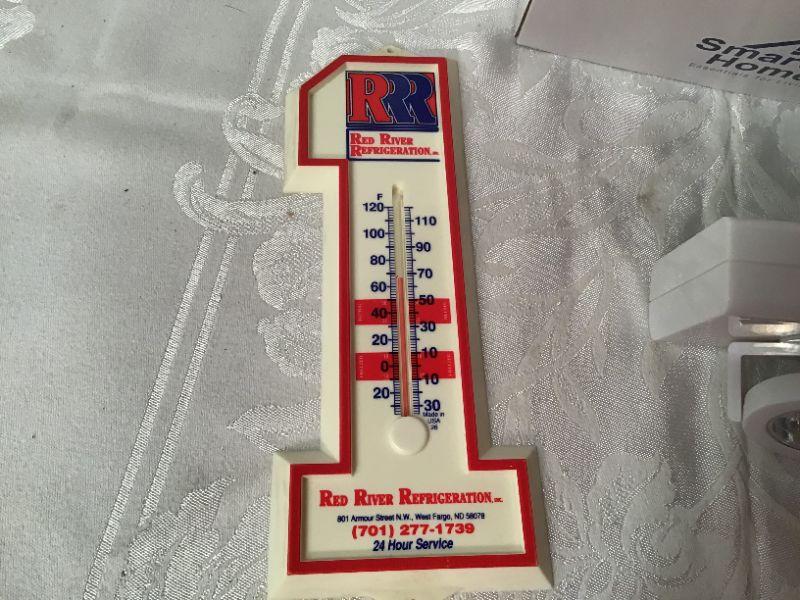 RRR
RED RIVER
REFRIGERATION, INC.
Smar
Home
F
120
110
100
90
80
70
60
50
40
30
20
10
0
10
20
30
Made in
USA
RED RIVER REFRIGERATION, INC.
801 Armour Street N.W., West Fargo, ND 58078
(701) 277-1739
24 Hour Service